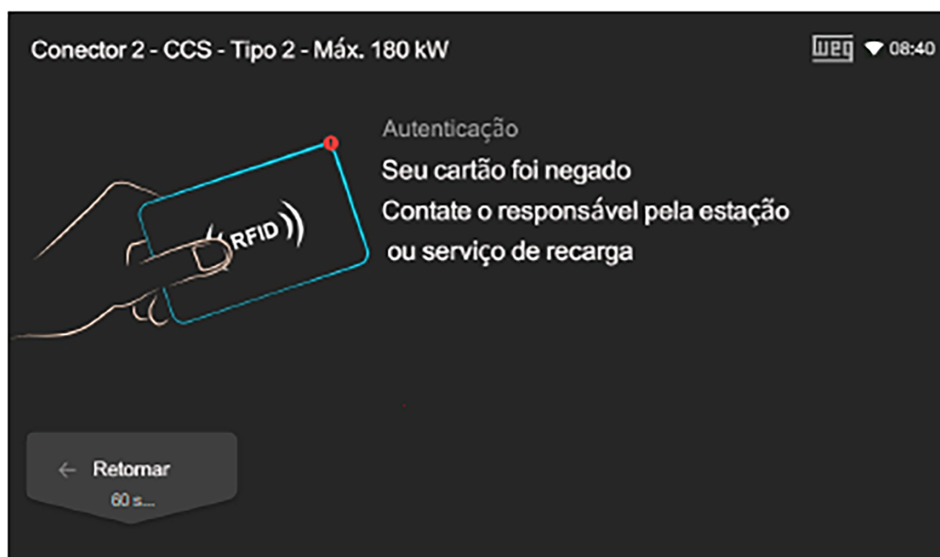 Conector 2 - CCS - Tipo 2 - Máx. 180 kW
weg 08:40
Autenticação
Seu cartão foi negado
Contate o responsável pela estação
ou serviço de recarga
RFID
Retornar
60 s...